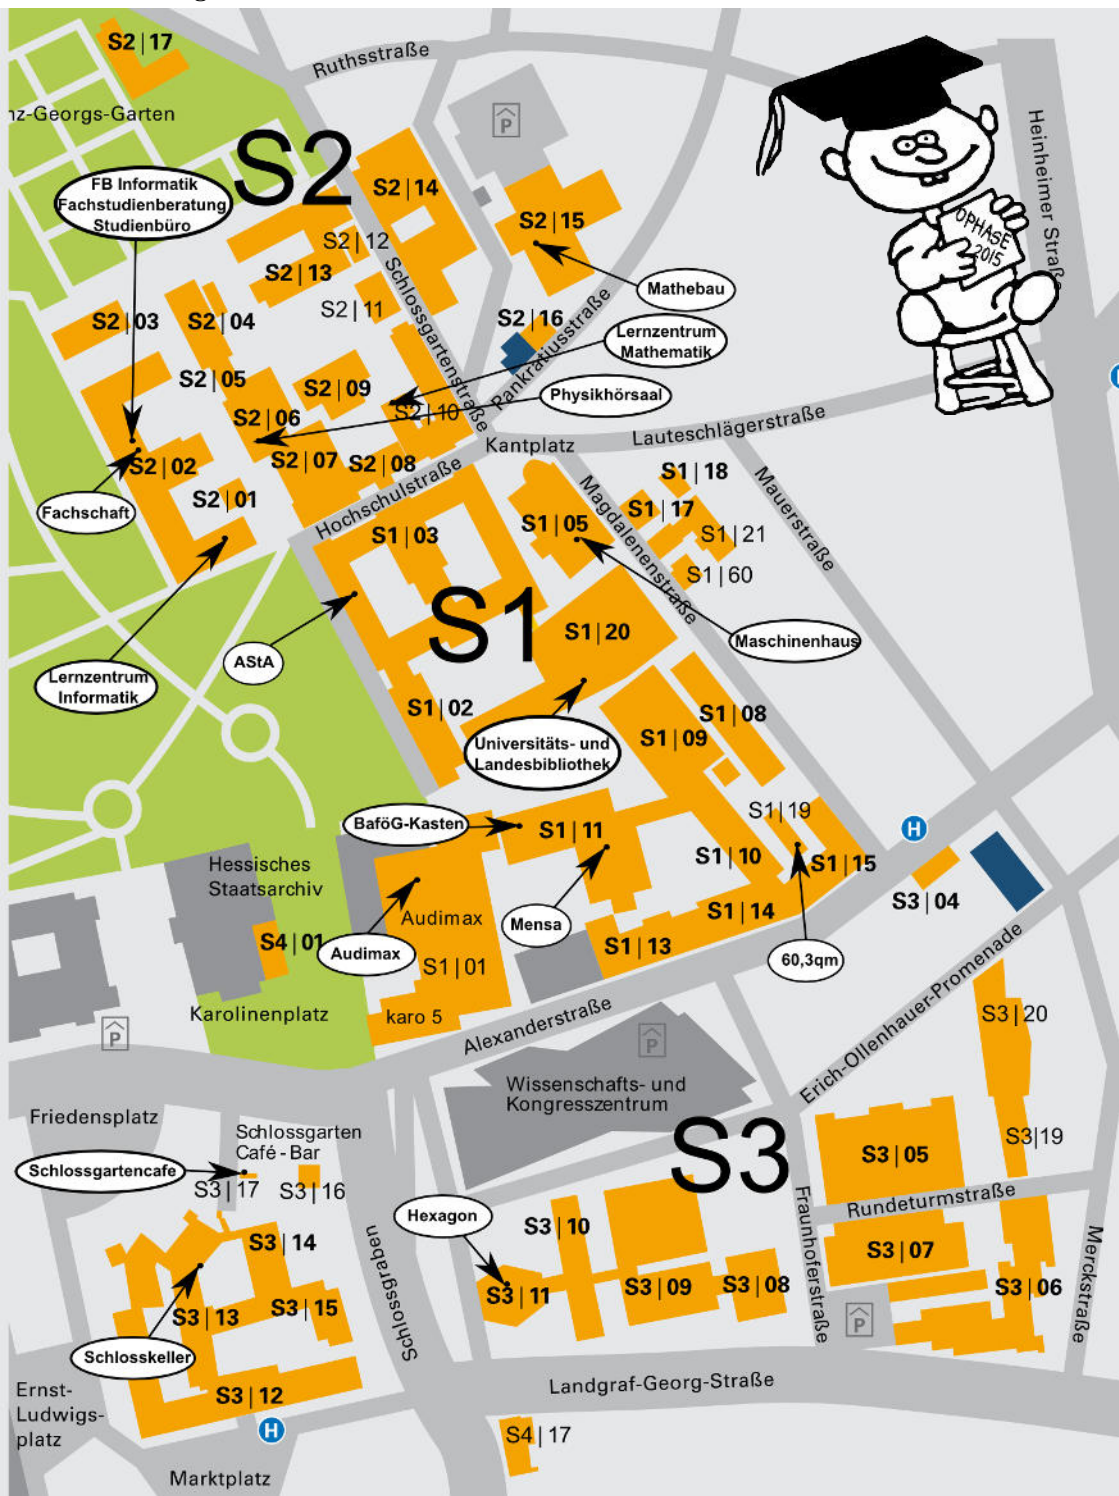 S2|17
Ruthsstraße
nz-Georgs-Garten
P
Heinheimer Straße
S2
S2|14
FB Informatik
Fachstudienberatung
Studienbüro
S2|15
OPHASE
2015
S2|12
S2|13
Schlossgartenstraße
Mathebau
S2|11
S2|03
S2|04
S2|16
Lernzentrum
Mathematik
Pankratiusstraße
S2|05
S2|09
Physikhörsaal
S2|06
S2|10
Lauteschlägerstraße
Kantplatz
S2|02
S2|07
S2|08
S1|18
Mauerstraße
S2|01
Fachschaft
Hochschulstraße
S1|03
S1|05
Magdalenenstraße
S1|17
S1|21
S1|60
S1
S1|20
Maschinenhaus
AStA
Lernzentrum
Informatik
S1|02
S1|08
S1|09
Universitäts- und
Landesbibliothek
BaföG-Kasten
S1|11
S1|19
H
Hessisches
Staatsarchiv
S1|10
S1|15
S3|04
Audimax
Mensa
S1|14
S4|01
Audimax
S1|01
S1|13
60,3qm
Karolinenplatz
karo 5
Alexanderstraße
Erich-Ollenhauer-Promenade
S3|20
P
P
Wissenschafts- und
Kongresszentrum
Friedensplatz
Schlossgarten
Café-Bar
S3
S3|19
Schlossgartencafe
S3|05
S3|17
S3|16
Fraunhoferstraße
Rundeturmstraße
Hexagon
S3|10
S3|14
Schlossgraben
S3|07
Merckstraße
S3|11
S3|09
S3|08
S3|06
S3|13
S3|15
P
Schlosskeller
Landgraf-Georg-Straße
Ernst-
Ludwigs-
platz
S3|12
H
S4|17
Marktplatz